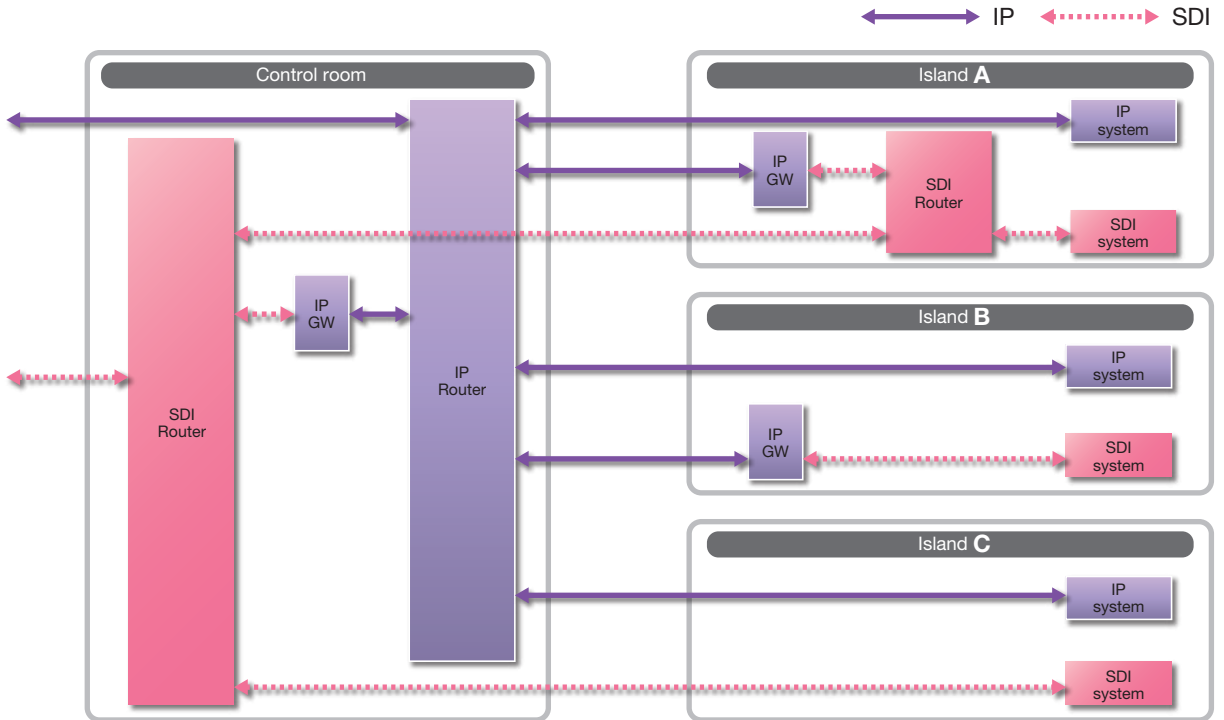 IP
SDI
Control room
SDI
Router
IP
GW
IP
Router
Island A
IP
system
IP
GW
SDI
Router
SDI
system
Island B
IP
system
IP
GW
SDI
system
Island C
IP
system
SDI
system